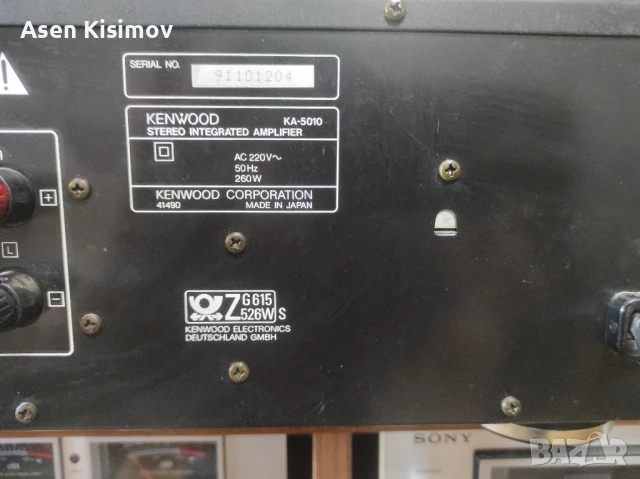 Asen Kisimov
SERIAL NO. 91101204
KENWOOD KA-5010
STEREO INTEGRATED AMPLIFIER
AC 220V~
50Hz
260W
KENWOOD CORPORATION
41490 MADE IN JAPAN
+
L
-
Z G615
526W S
KENWOOD ELECTRONICS
DEUTSCHLAND GMBH
SONY
BAZAR